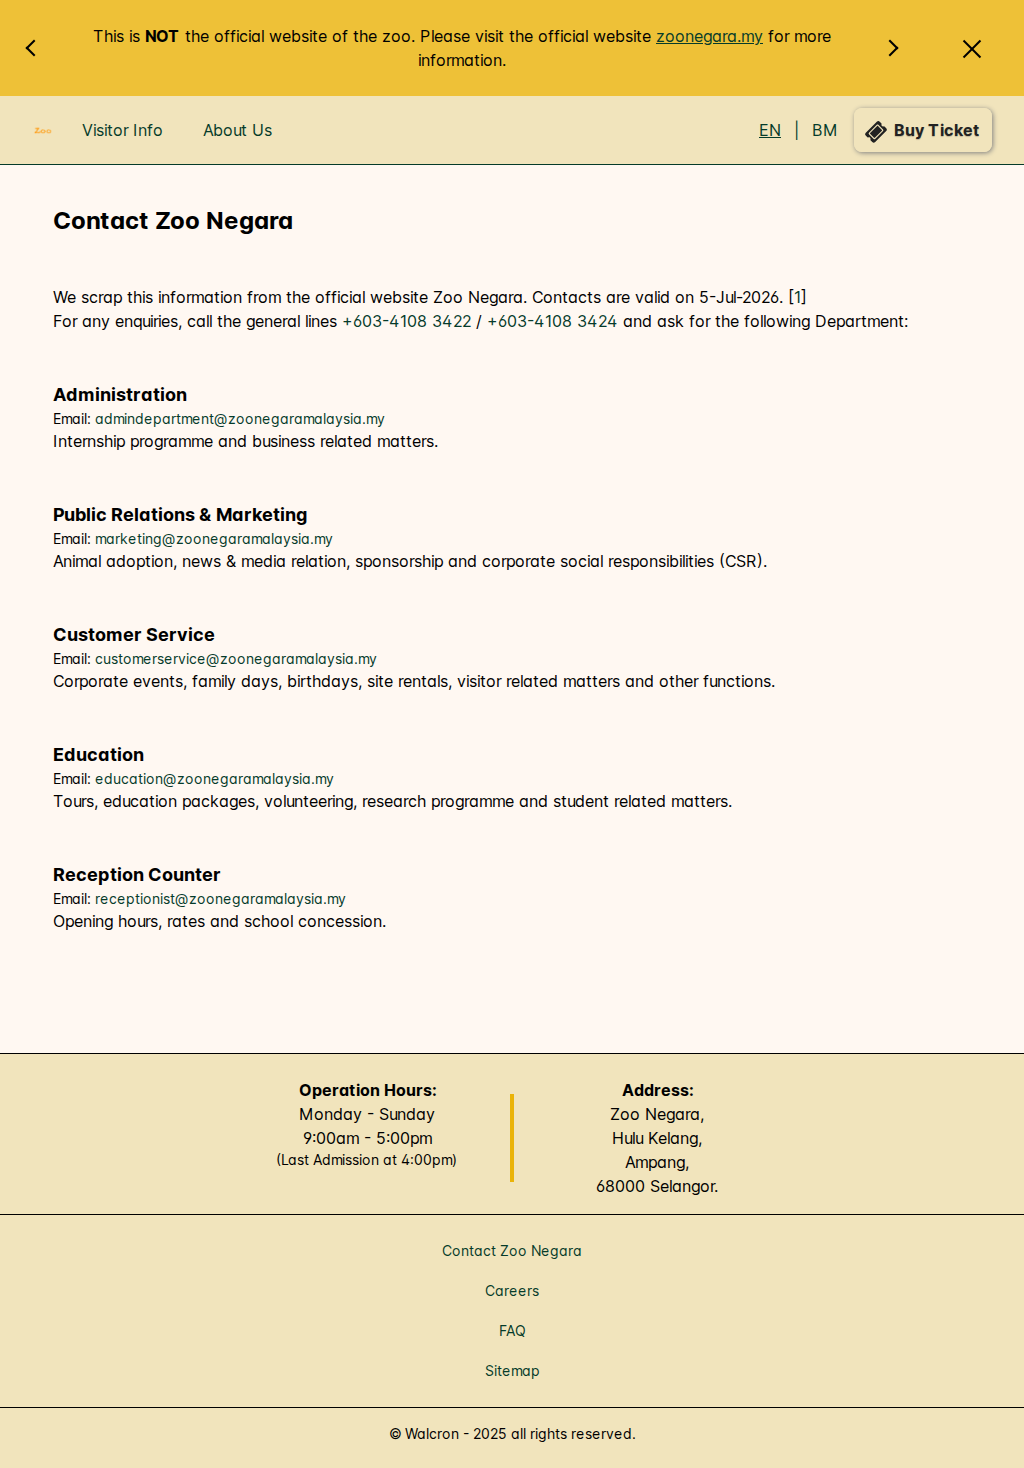 This is NOT the official website of the zoo. Please visit the official website zoonegara.my for more
information.
Zoo
Visitor Info
About Us
EN | BM
Buy Ticket
Contact Zoo Negara
We scrap this information from the official website Zoo Negara. Contacts are valid on 5-Jul-2026. [1]
For any enquiries, call the general lines +603-4108 3422 / +603-4108 3424 and ask for the following Department:
Administration
Email: admindepartment@zoonegaramalaysia.my
Internship programme and business related matters.
Public Relations & Marketing
Email: marketing@zoonegaramalaysia.my
Animal adoption, news & media relation, sponsorship and corporate social responsibilities (CSR).
Customer Service
Email: customerservice@zoonegaramalaysia.my
Corporate events, family days, birthdays, site rentals, visitor related matters and other functions.
Education
Email: education@zoonegaramalaysia.my
Tours, education packages, volunteering, research programme and student related matters.
Reception Counter
Email: receptionist@zoonegaramalaysia.my
Opening hours, rates and school concession.
Operation Hours:
Monday - Sunday
9:00am - 5:00pm
(Last Admission at 4:00pm)
Address:
Zoo Negara,
Hulu Kelang,
Ampang,
68000 Selangor.
Contact Zoo Negara
Careers
FAQ
Sitemap
© Walcron - 2025 all rights reserved.